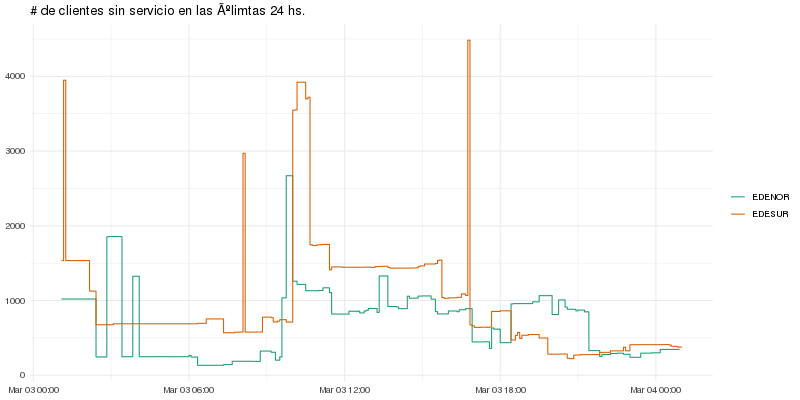 # de clientes sin servicio en las Ãºlimtas 24 hs.
4000
3000
2000
1000
0
Mar 03 00:00
Mar 03 06:00
Mar 03 12:00
Mar 03 18:00
Mar 04 00:00
EDENOR
EDESUR